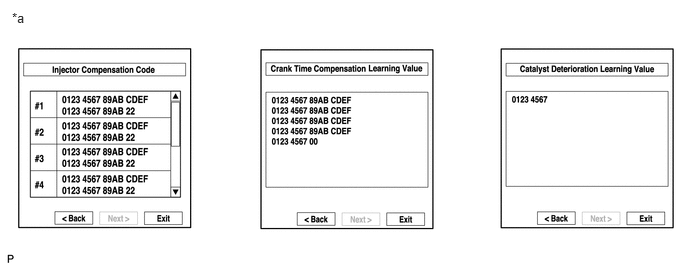 *a
Injector Compensation Code
#1
0123 4567 89AB CDEF
0123 4567 89AB 22
#2
0123 4567 89AB CDEF
0123 4567 89AB 22
#3
0123 4567 89AB CDEF
0123 4567 89AB 22
#4
0123 4567 89AB CDEF
0123 4567 89AB 22
< Back
Next >
Exit
Crank Time Compensation Learning Value
0123 4567 89AB CDEF
0123 4567 89AB CDEF
0123 4567 89AB CDEF
0123 4567 89AB CDEF
0123 4567 00
< Back
Next >
Exit
Catalyst Deterioration Learning Value
0123 4567
< Back
Next >
Exit
P